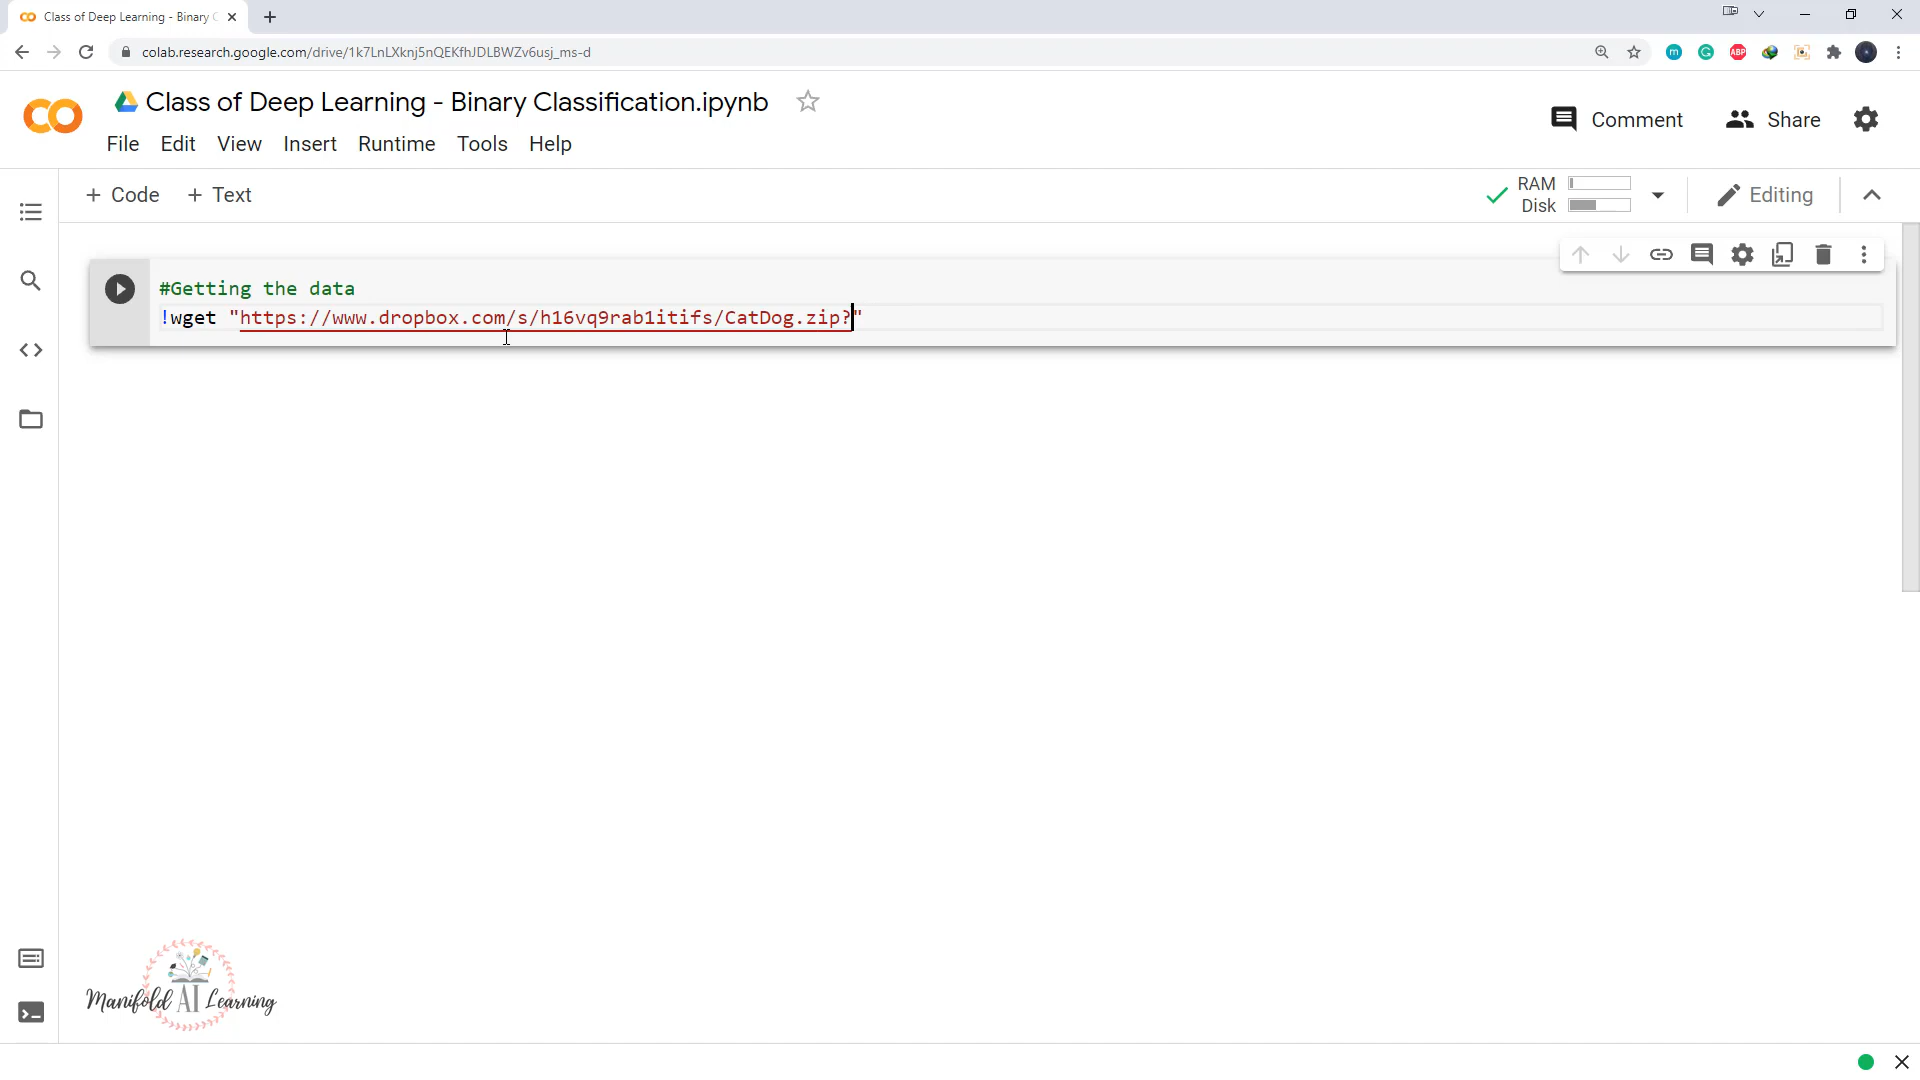 Class of Deep Learning - Binary C
colab.research.google.com/drive/1k7LnLXknj5nQEKfhJDLBWZv6usj_ms-d
ABP
Class of Deep Learning - Binary Classification.ipynb
Comment
Share
File Edit View Insert Runtime Tools Help
+ Code + Text
RAM
Disk
Editing
#Getting the data
!wget "https://www.dropbox.com/s/h16vq9rab1itifs/CatDog.zip?"
Manifold AI Learning